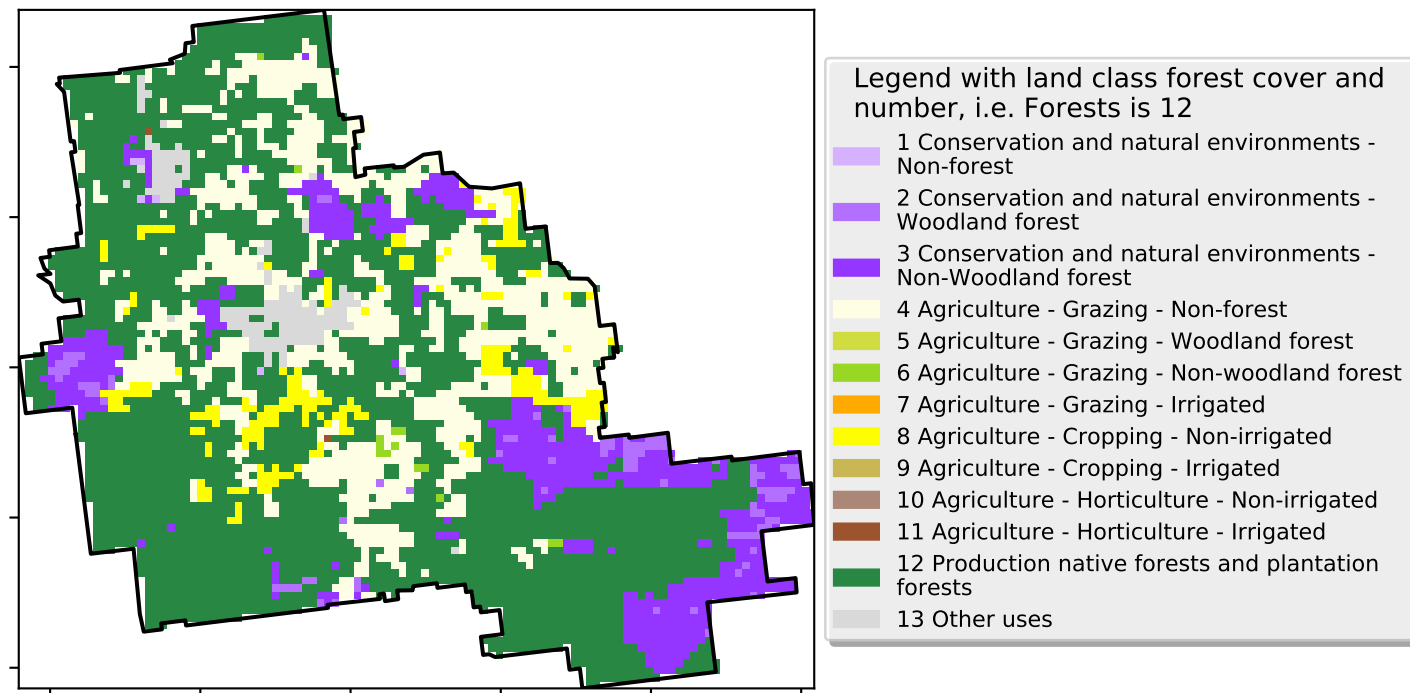 Legend with land class forest cover and
number, i.e. Forests is 12
1 Conservation and natural environments -
Non-forest
2 Conservation and natural environments -
Woodland forest
3 Conservation and natural environments -
Non-Woodland forest
4 Agriculture - Grazing - Non-forest
5 Agriculture - Grazing - Woodland forest
6 Agriculture - Grazing - Non-woodland forest
7 Agriculture - Grazing - Irrigated
8 Agriculture - Cropping - Non-irrigated
9 Agriculture - Cropping - Irrigated
10 Agriculture - Horticulture - Non-irrigated
11 Agriculture - Horticulture - Irrigated
12 Production native forests and plantation
forests
13 Other uses